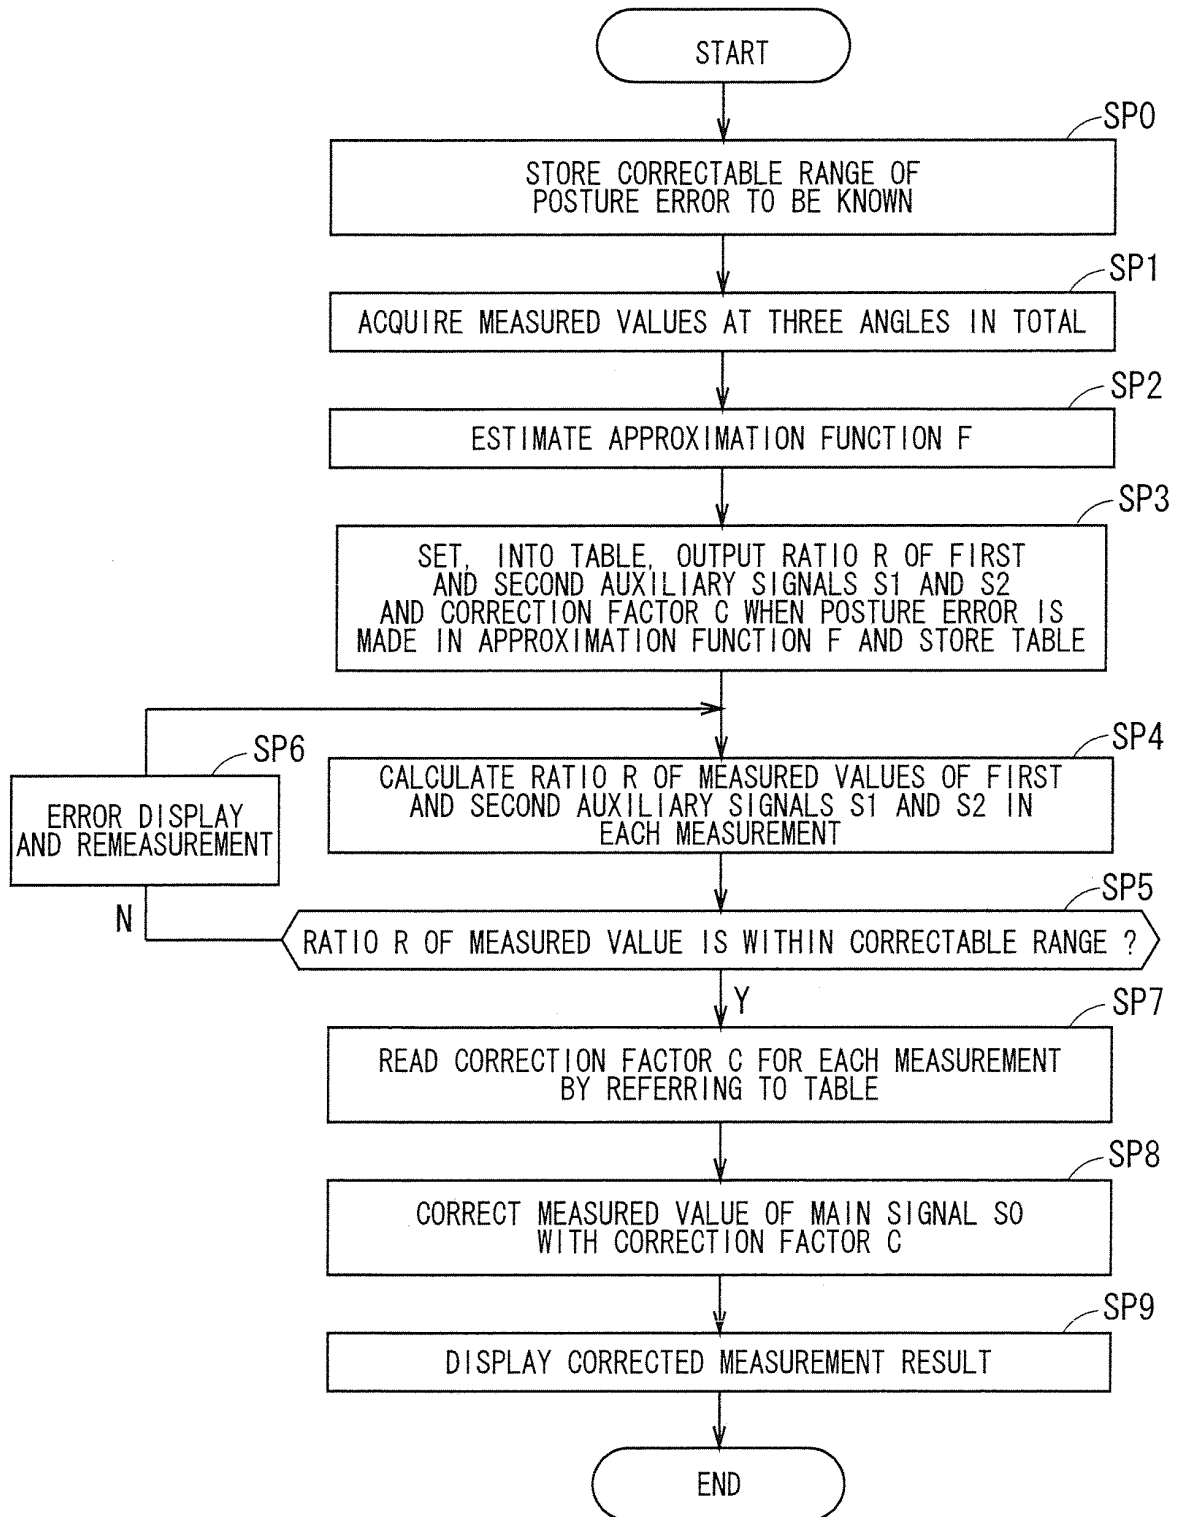 START
SP0
STORE CORRECTABLE RANGE OF
POSTURE ERROR TO BE KNOWN
SP1
ACQUIRE MEASURED VALUES AT THREE ANGLES IN TOTAL
SP2
ESTIMATE APPROXIMATION FUNCTION F
SP3
SET, INTO TABLE, OUTPUT RATIO R OF FIRST
AND SECOND AUXILIARY SIGNALS S1 AND S2
AND CORRECTION FACTOR C WHEN POSTURE ERROR IS
MADE IN APPROXIMATION FUNCTION F AND STORE TABLE
SP6
ERROR DISPLAY
AND REMEASUREMENT
SP4
CALCULATE RATIO R OF MEASURED VALUES OF FIRST
AND SECOND AUXILIARY SIGNALS S1 AND S2 IN
EACH MEASUREMENT
N
SP5
RATIO R OF MEASURED VALUE IS WITHIN CORRECTABLE RANGE ?
Y
SP7
READ CORRECTION FACTOR C FOR EACH MEASUREMENT
BY REFERRING TO TABLE
SP8
CORRECT MEASURED VALUE OF MAIN SIGNAL S0
WITH CORRECTION FACTOR C
SP9
DISPLAY CORRECTED MEASUREMENT RESULT
END